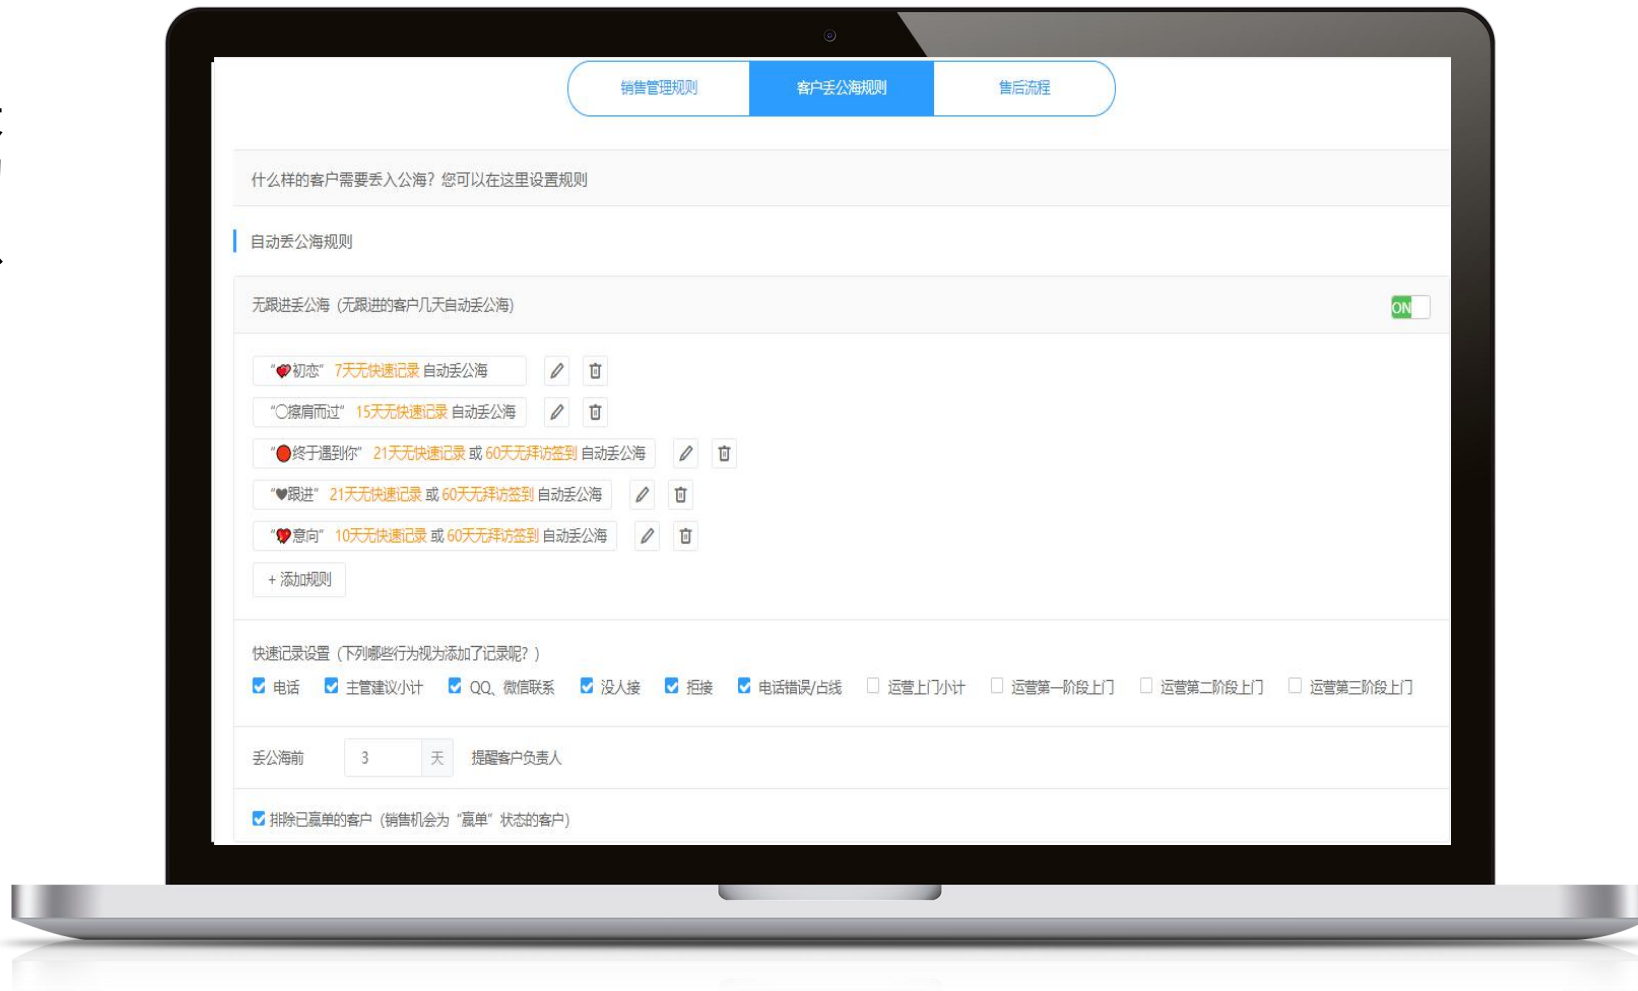 销售管理规则 客户丢公海规则 售后流程
什么样的客户需要丢入公海？您可以在这里设置规则
自动丢公海规则
无跟进丢公海（无跟进的客户几天自动丢公海） ON
“💘初恋” 7天无快速记录 自动丢公海
“○擦肩而过” 15天无快速记录 自动丢公海
“🔴终于遇到你” 21天无快速记录 或 60天无拜访签到 自动丢公海
“♥跟进” 21天无快速记录 或 60天无拜访签到 自动丢公海
“💘意向” 10天无快速记录 或 60天无拜访签到 自动丢公海
+ 添加规则
快速记录设置（下列哪些行为视为添加了记录呢？）
电话 主管建议小计 QQ、微信联系 没人接 拒接 电话错误/占线 运营上门小计 运营第一阶段上门 运营第二阶段上门 运营第三阶段上门
丢公海前 3 天 提醒客户负责人
排除已赢单的客户（销售机会为“赢单”状态的客户）